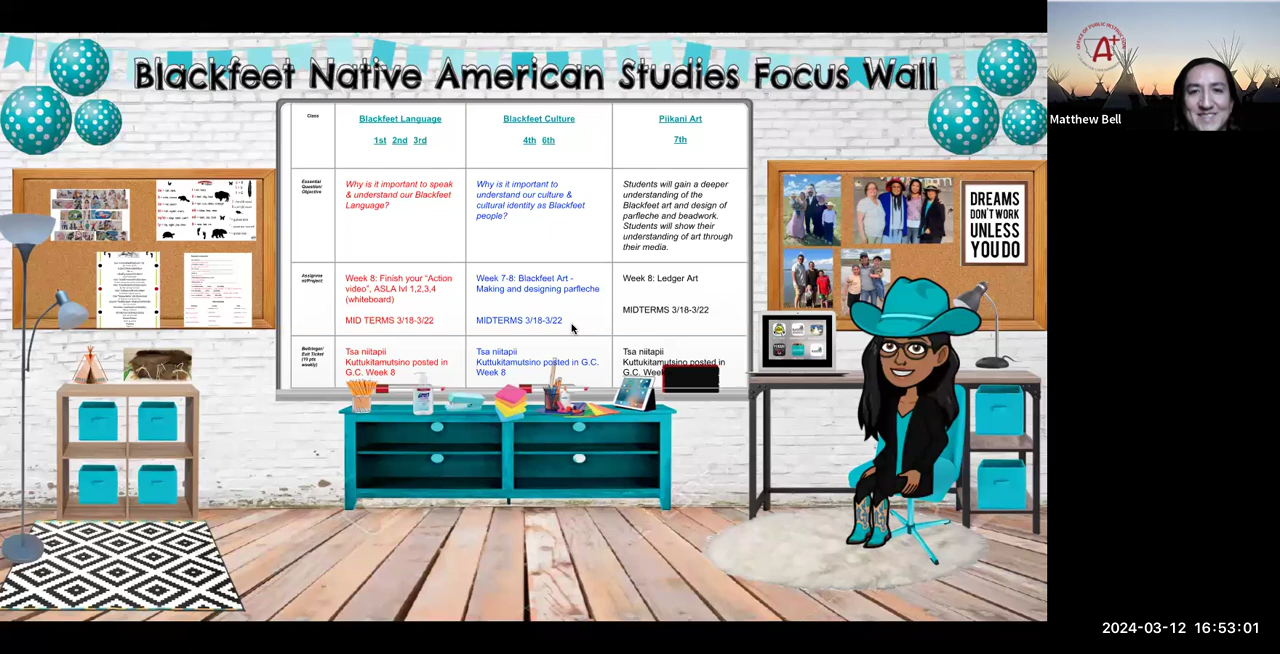 Blackfeet Native American Studies Focus Wall
Class
Blackfeet Language
1st 2nd 3rd
Blackfeet Culture
4th 6th
Piikani Art
7th
Essential
Question/
Objective
Why is it important to speak
& understand our Blackfeet
Language?
Why is it important to
understand our culture &
cultural identity as Blackfeet
people?
Students will gain a deeper
understanding of the
Blackfeet art and design of
parfleche and beadwork.
Students will show their
understanding of art through
their media.
Week 8: Finish your "Action
video", ASLA lvl 1,2,3,4
(whiteboard)
MID TERMS 3/18-3/22
Week 7-8: Blackfeet Art -
Making and designing parfleche
MIDTERMS 3/18-3/22
Week 8: Ledger Art
MIDTERMS 3/18-3/22
Bellringer/
Exit Ticket
(10 pts
weekly)
Tsa niitapii
Kuttukitamutsino posted in
G.C. Week 8
Tsa niitapii
Kuttukitamutsino posted in G.C.
Week 8
Tsa niitapii
Kuttukitamutsino posted in
G.C. Week
DREAMS
DON'T WORK
UNLESS
YOU DO
OFFICE OF PUBLIC INSTRUCTION
A+
Matthew Bell
2024-03-12 16:53:01